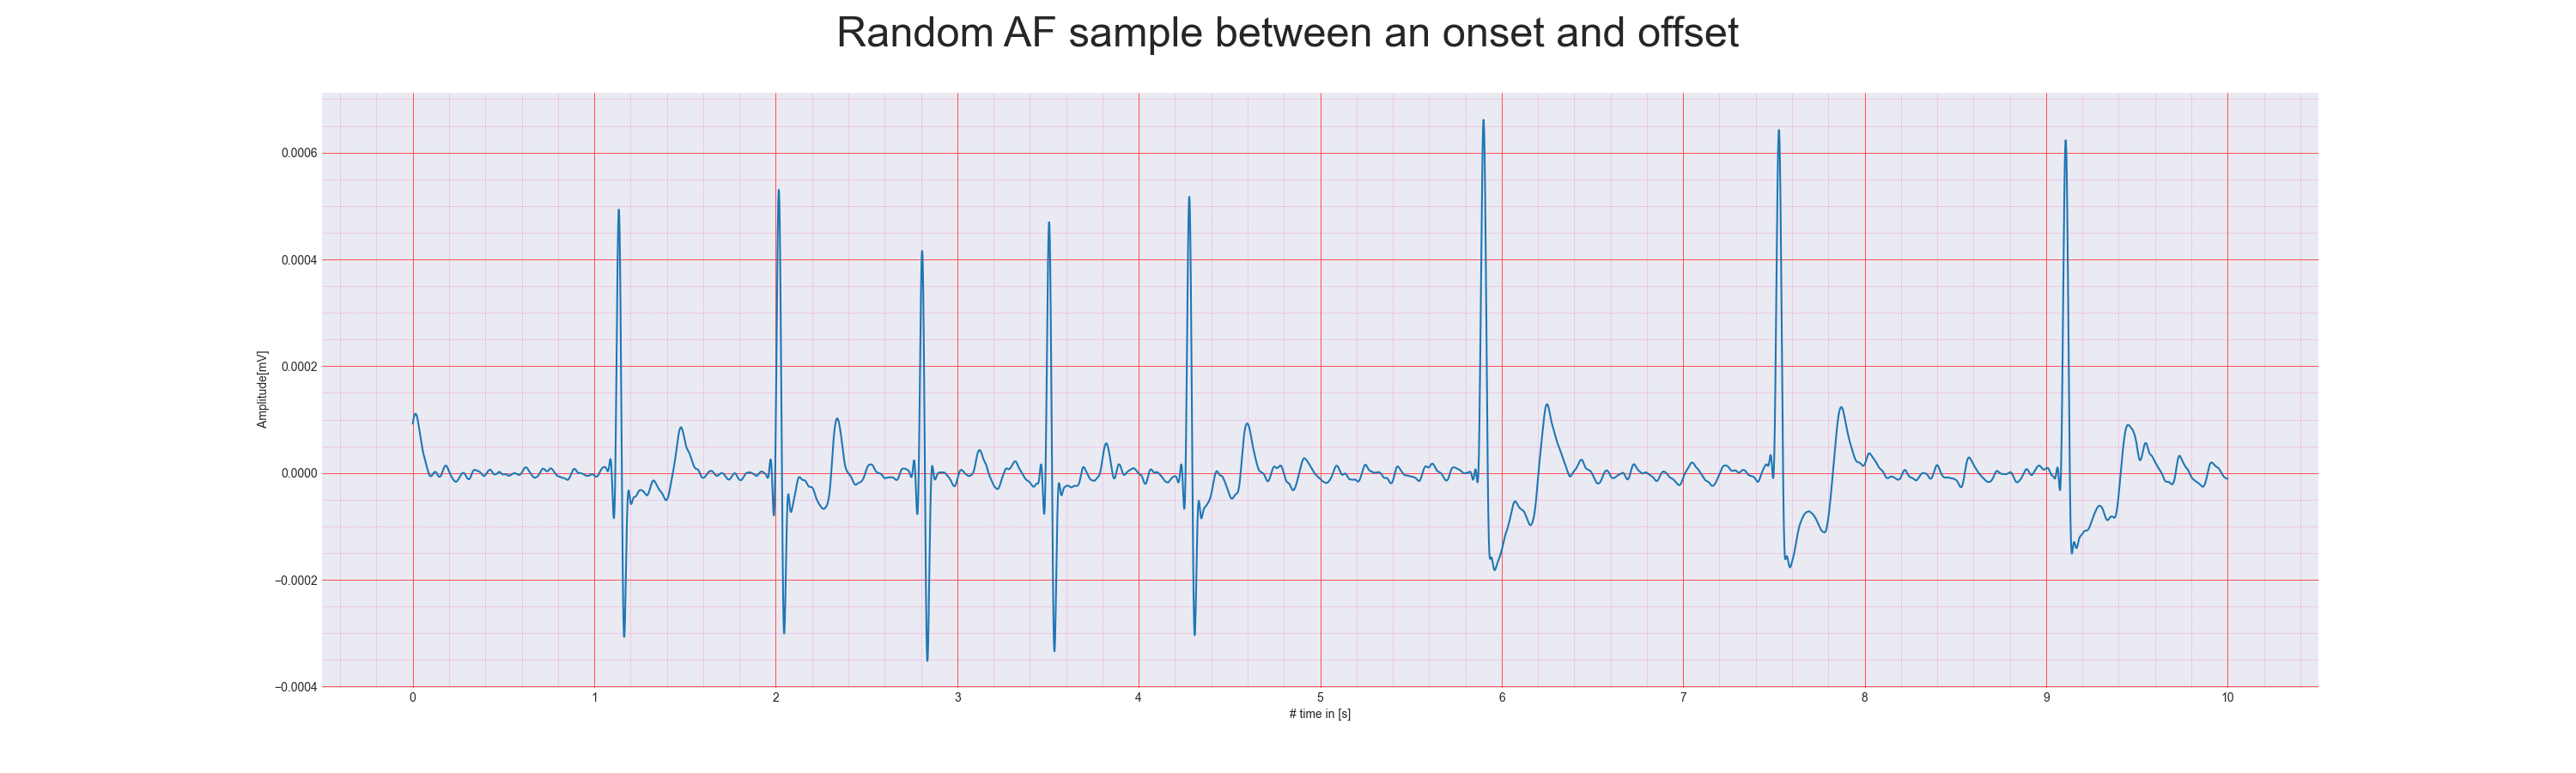 Random AF sample between an onset and offset
0.0006
0.0004
0.0002
0.0000
−0.0002
−0.0004
Amplitude[mV]
0 1 2 3 4 5 6 7 8 9 10
# time in [s]